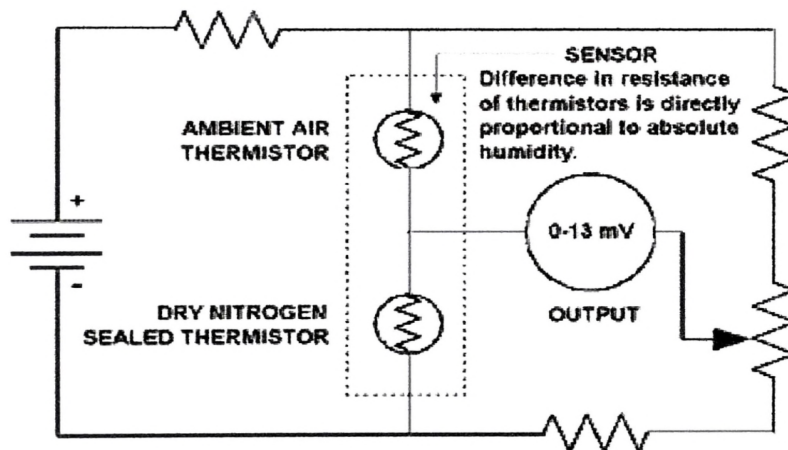 SENSOR
Difference in resistance
of thermistors is directly
proportional to absolute
humidity.
AMBIENT AIR
THERMISTOR
+
0-13 mV
-
DRY NITROGEN
SEALED THERMISTOR
OUTPUT